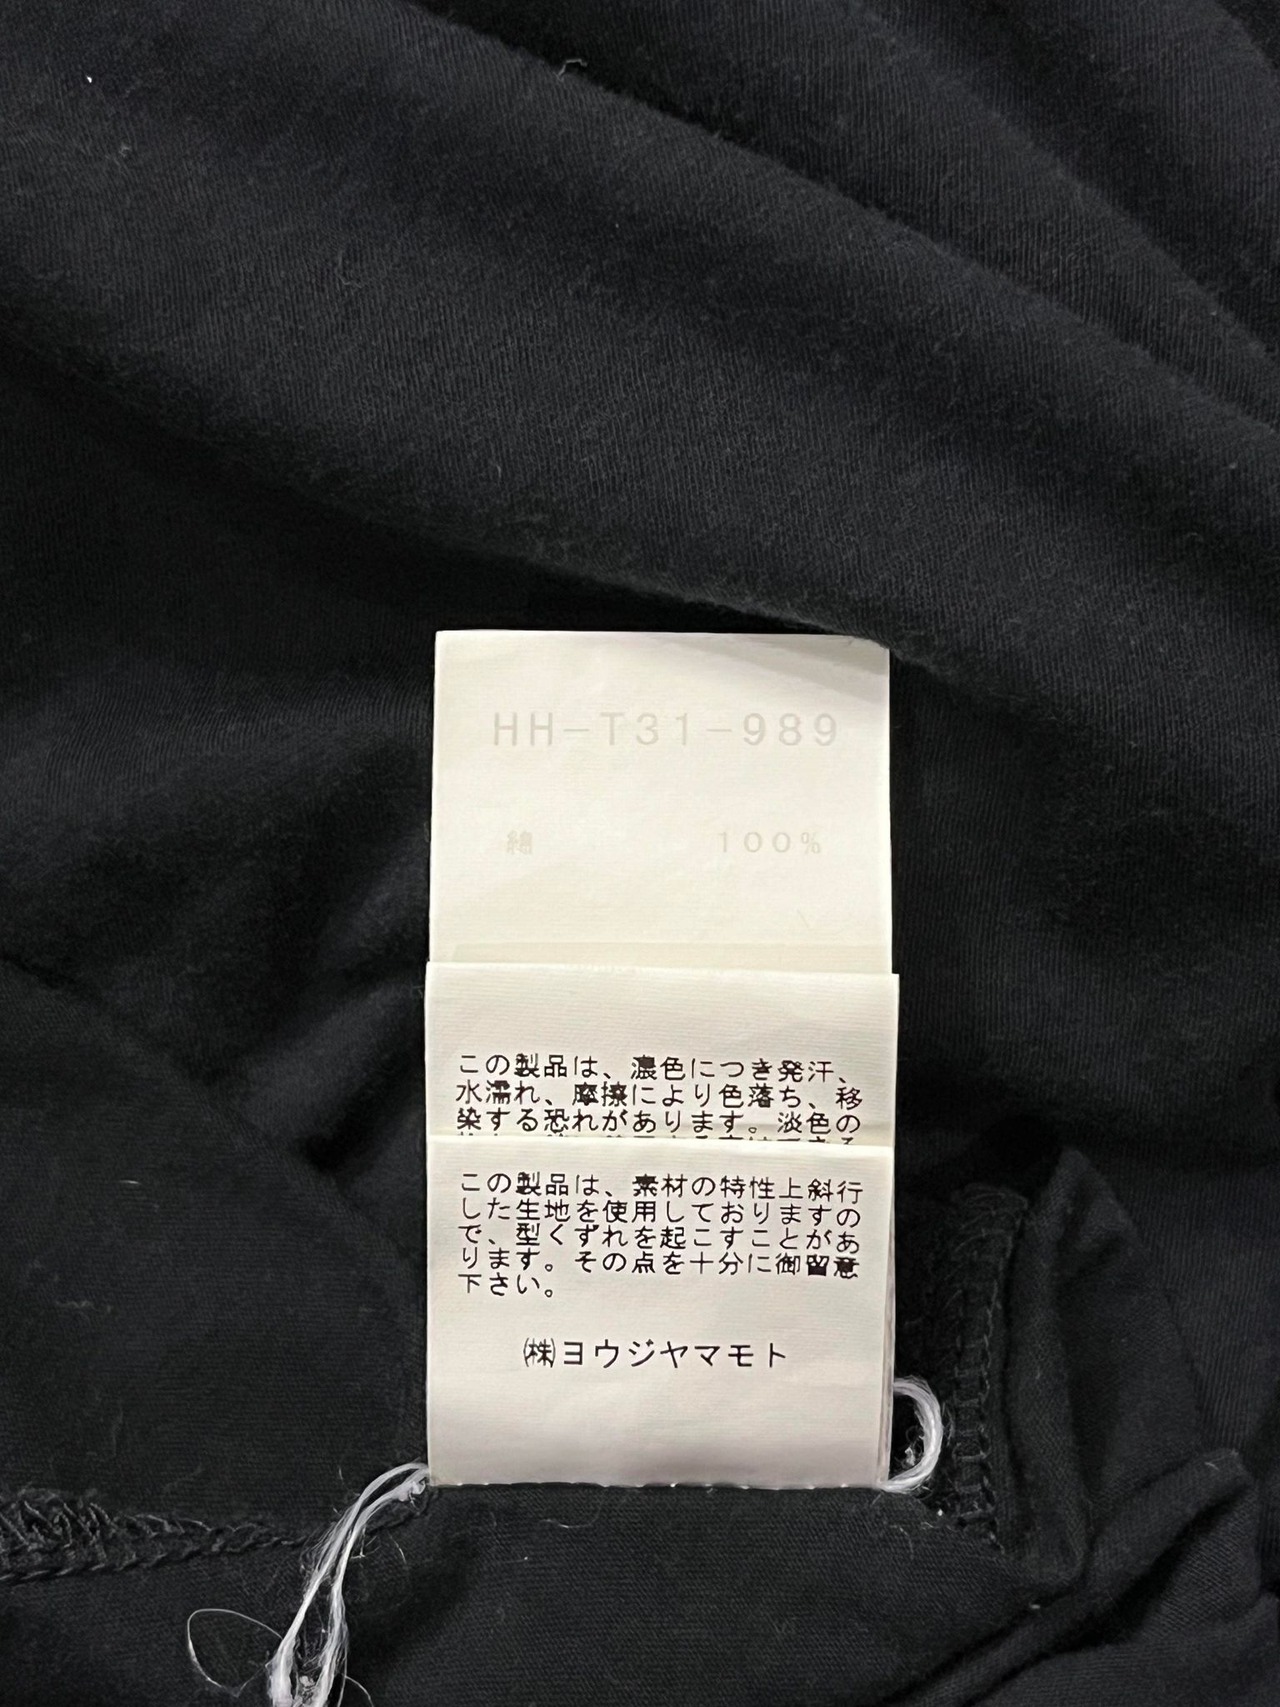 HH-T31-989
綿 100%
この製品は、濃色につき発汗、
水濡れ、摩擦により色落ち、移
染する恐れがあります。淡色の
この製品は、素材の特性上斜行
した生地を使用しておりますの
で、型くずれを起こすことがあ
ります。その点を十分に御留意
下さい。
㈱ヨウジヤマモト